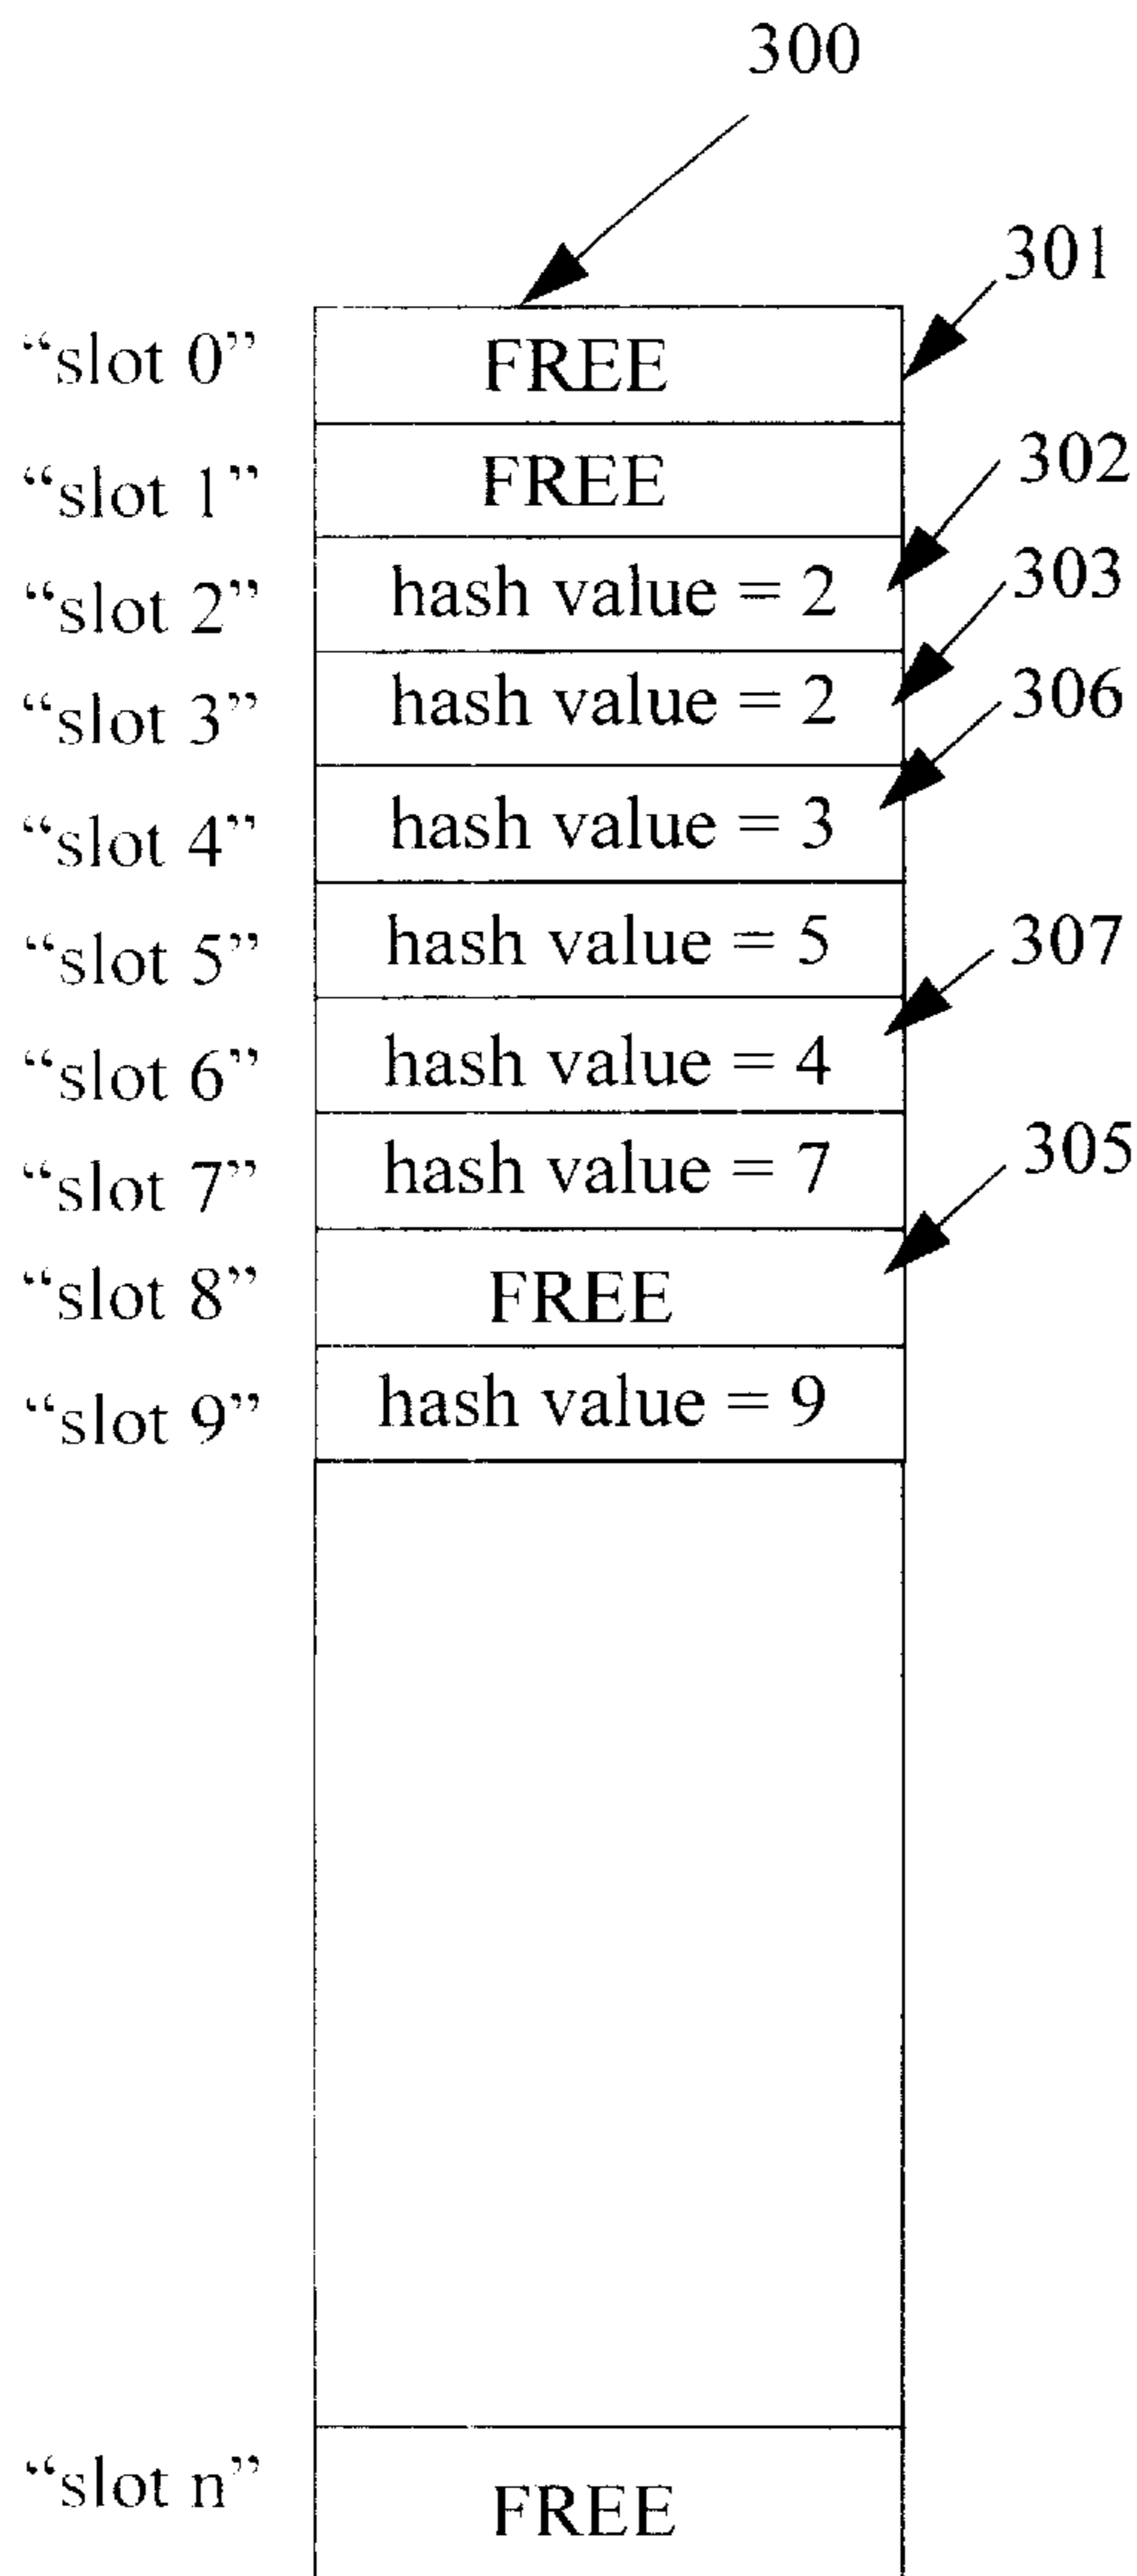 300
301
“slot 0” FREE
“slot 1” FREE
302
“slot 2” hash value = 2
303
“slot 3” hash value = 2
306
“slot 4” hash value = 3
“slot 5” hash value = 5
307
“slot 6” hash value = 4
“slot 7” hash value = 7
305
“slot 8” FREE
“slot 9” hash value = 9
“slot n” FREE